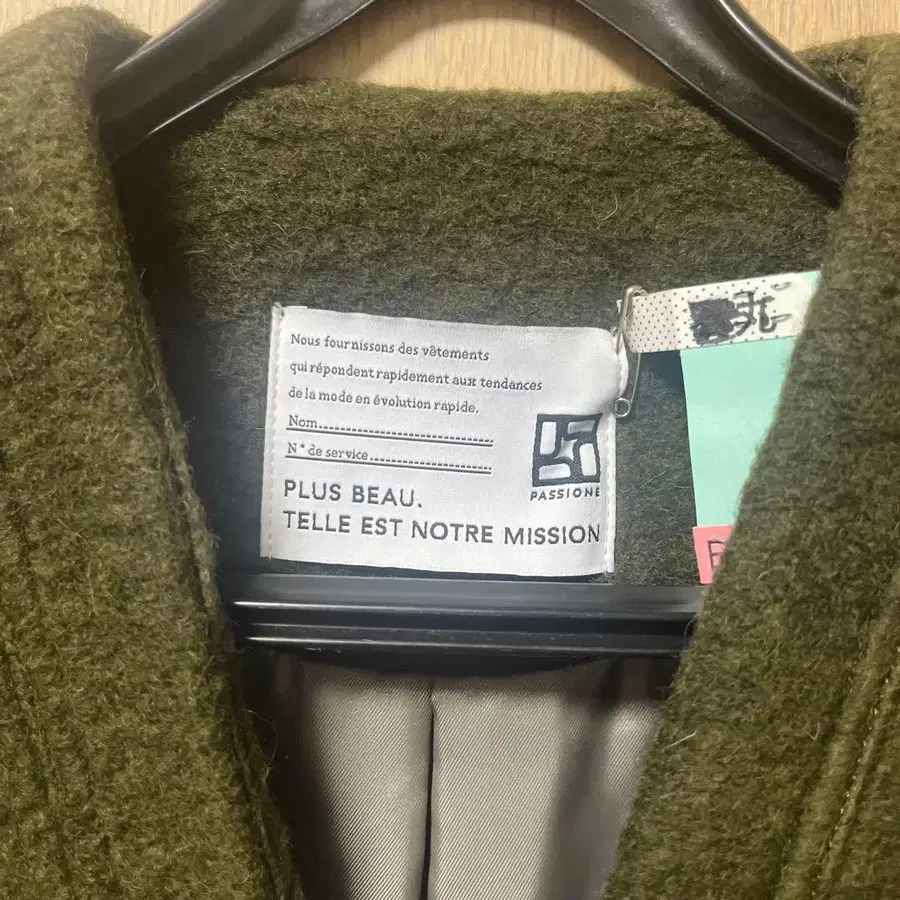 Nous fournissons des vêtements
qui répondent rapidement aux tendances
de la mode en évolution rapide.
Nom
N° de service
PASSIONE
PLUS BEAU.
TELLE EST NOTRE MISSION